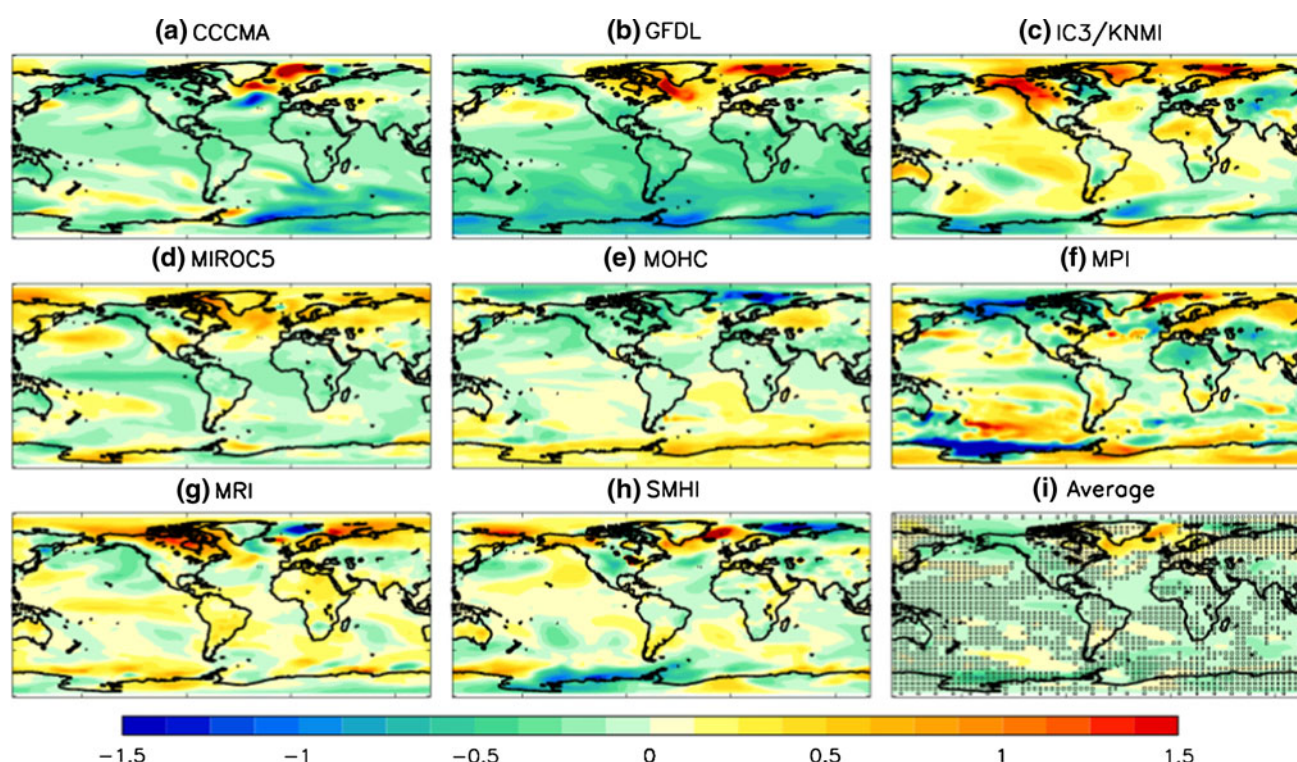 (a) CCCMA
(b) GFDL
(c) IC3/KNMI
(d) MIROC5
(e) MOHC
(f) MPI
(g) MRI
(h) SMHI
(i) Average
−1.5 −1 −0.5 0 0.5 1 1.5